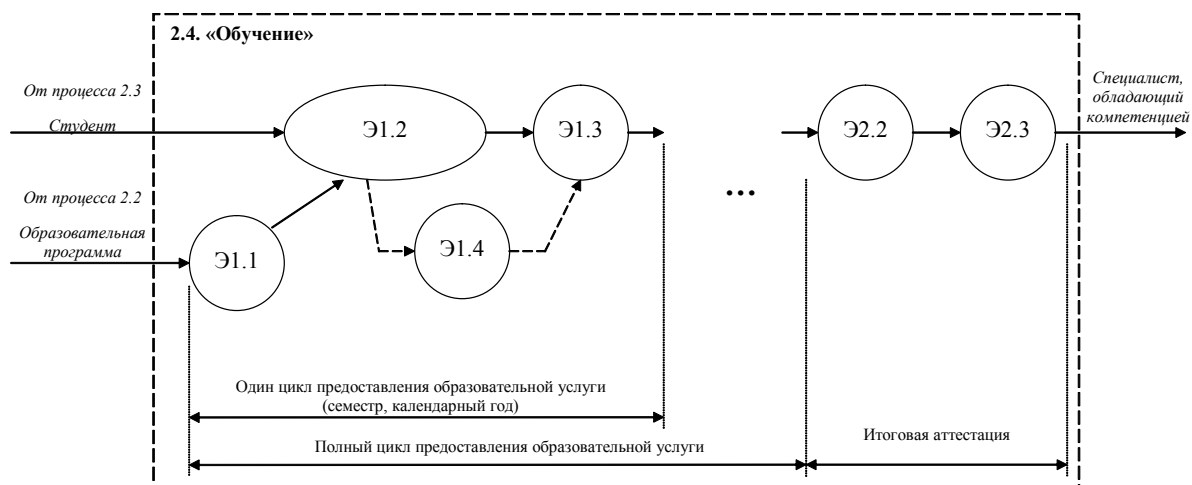 2.4. «Обучение»
От процесса 2.3
Студент
Э1.2
Э1.3
...
Э2.2
Э2.3
Специалист,
обладающий
компетенцией
От процесса 2.2
Образовательная
программа
Э1.1
Э1.4
Один цикл предоставления образовательной услуги
(семестр, календарный год)
Полный цикл предоставления образовательной услуги
Итоговая аттестация